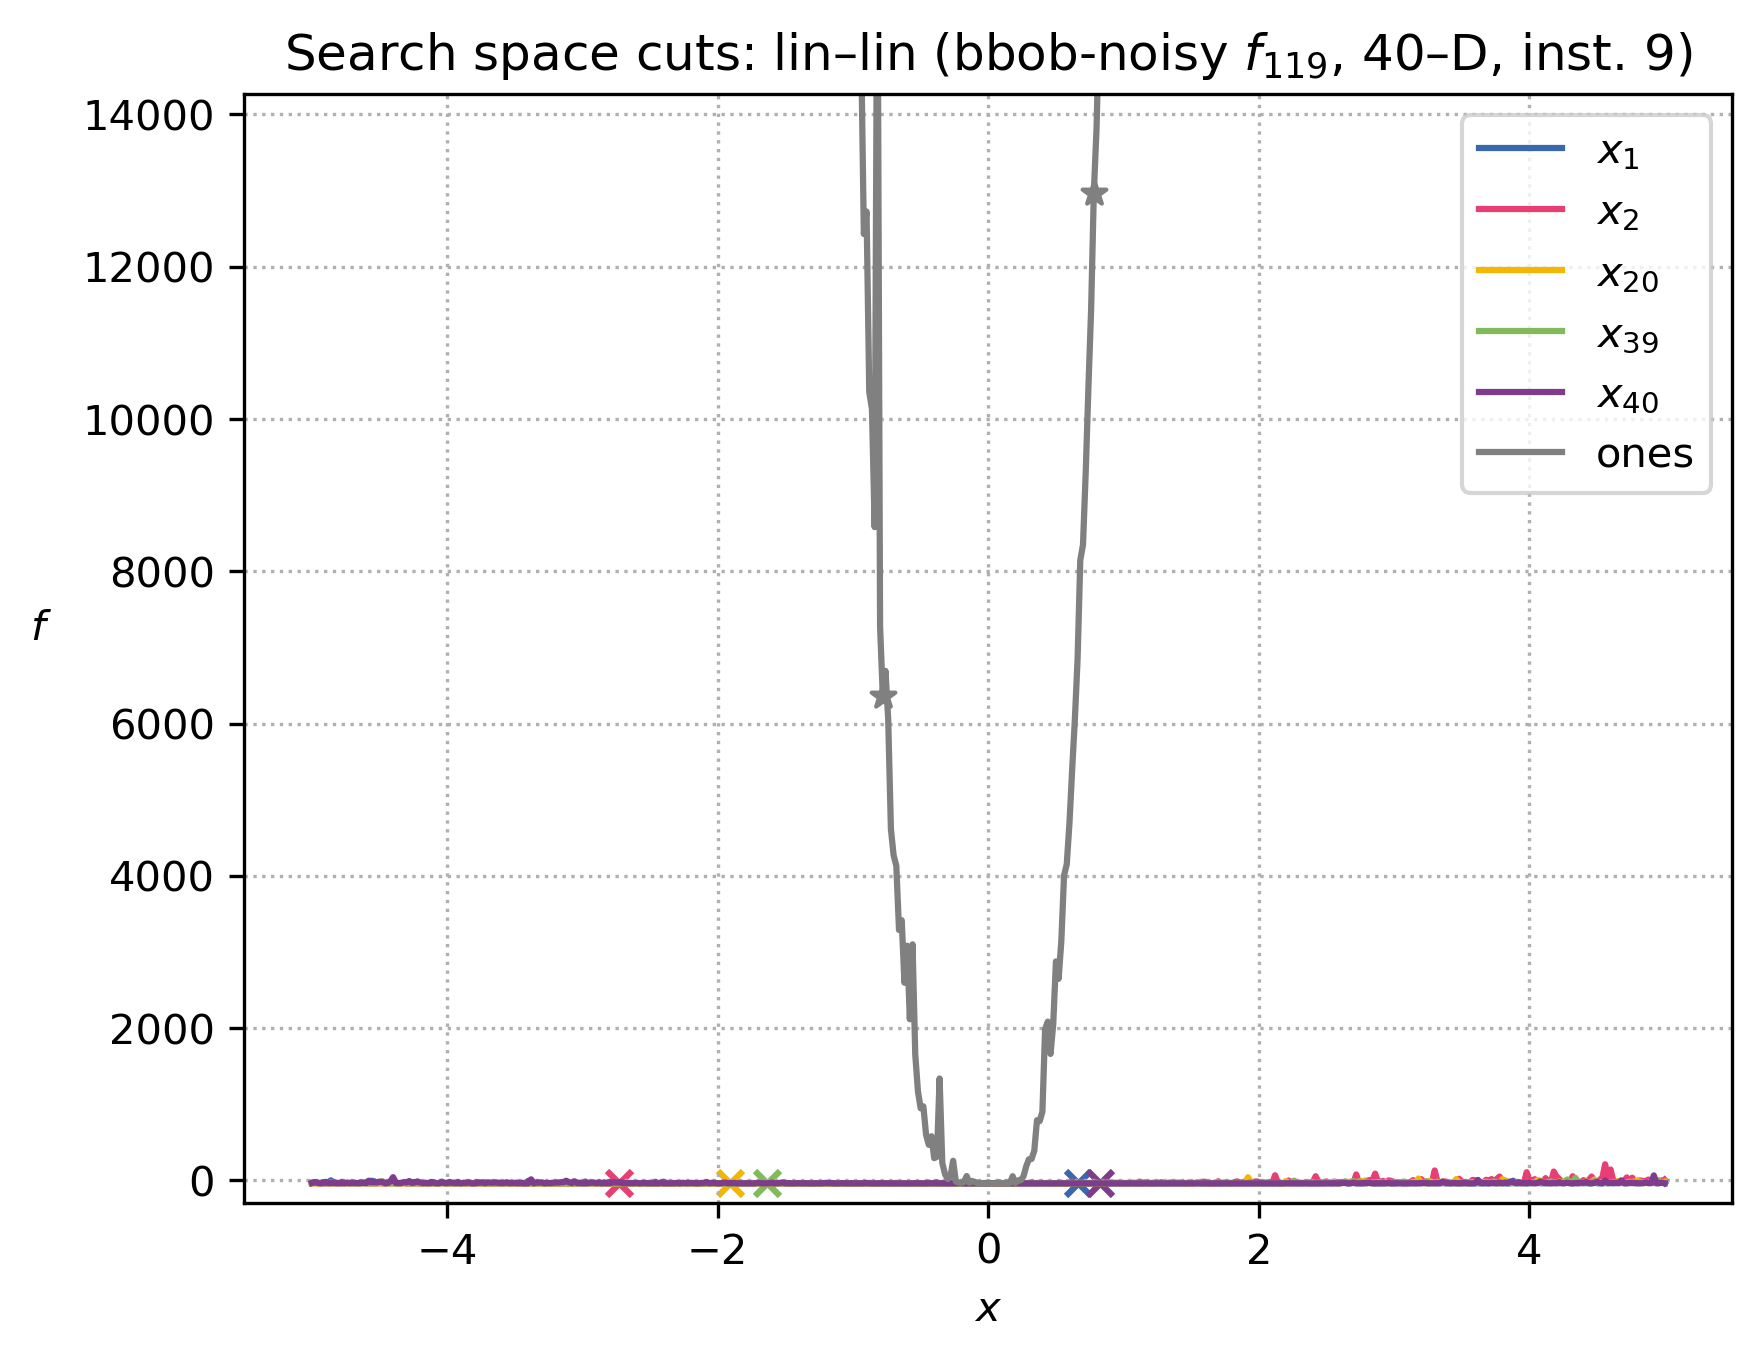 Search space cuts: lin–lin (bbob-noisy f119, 40–D, inst. 9)
14000
12000
10000
8000
6000
4000
2000
0
f
x1
x2
x20
x39
x40
ones
−4 −2 0 2 4
x